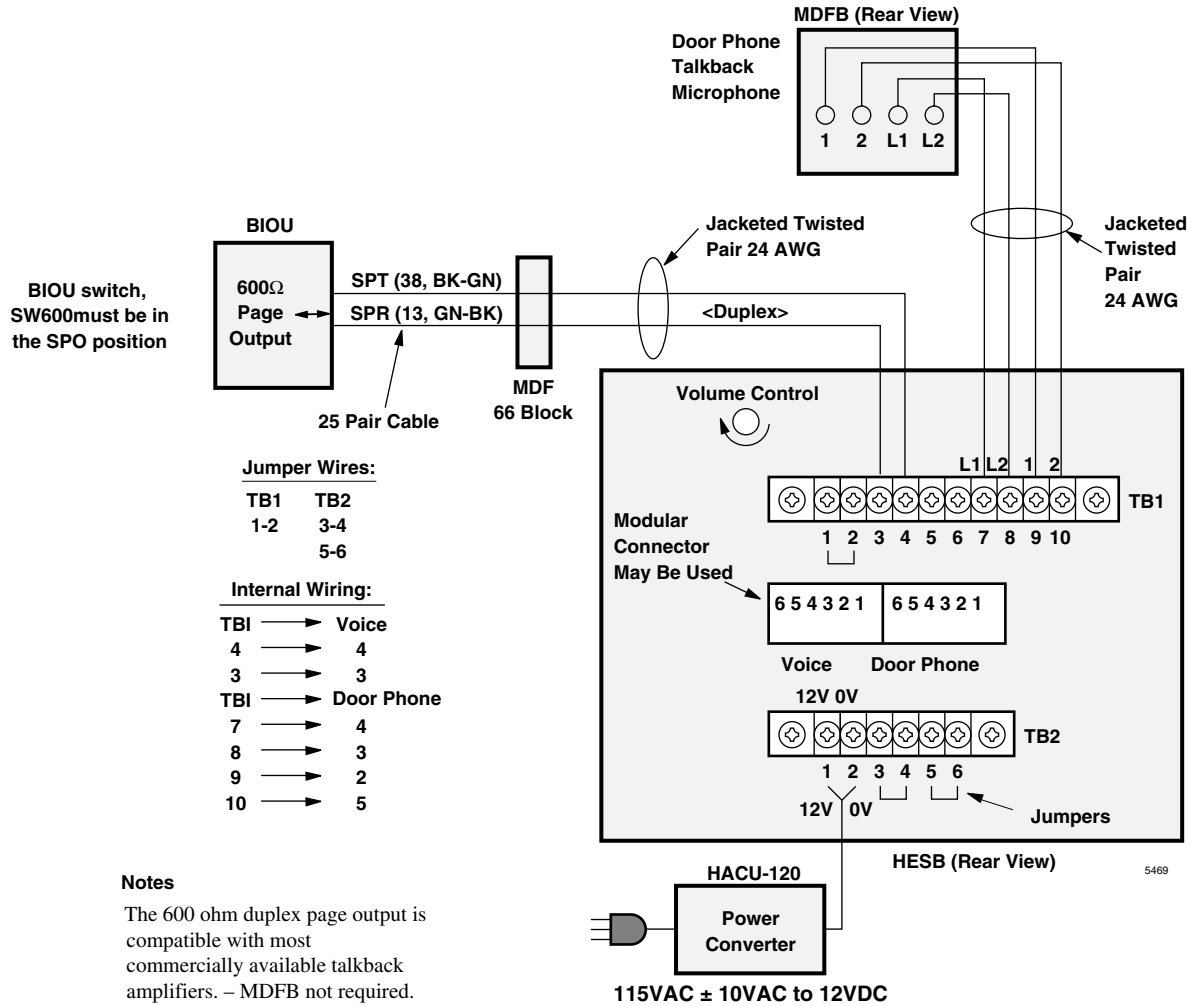 MDFB (Rear View)
Door Phone
Talkback
Microphone
1 2 L1 L2
BIOU
Jacketed Twisted
Pair 24 AWG
Jacketed
Twisted
Pair
24 AWG
BIOU switch,
SW600must be in
the SPO position
600Ω
Page
Output
SPT (38, BK-GN)
SPR (13, GN-BK)
<Duplex>
MDF
66 Block
25 Pair Cable
Volume Control
Jumper Wires:
TB1 TB2
1-2 3-4
5-6
L1 L2 1 2
TB1
1 2 3 4 5 6 7 8 9 10
Modular
Connector
May Be Used
6 5 4 3 2 1 6 5 4 3 2 1
Voice Door Phone
Internal Wiring:
TBI Voice
4 4
3 3
TBI Door Phone
7 4
8 3
9 2
10 5
12V 0V
TB2
1 2 3 4 5 6
12V 0V
Jumpers
HESB (Rear View)
5469
HACU-120
Power
Converter
115VAC ± 10VAC to 12VDC
Notes
The 600 ohm duplex page output is
compatible with most
commercially available talkback
amplifiers. – MDFB not required.